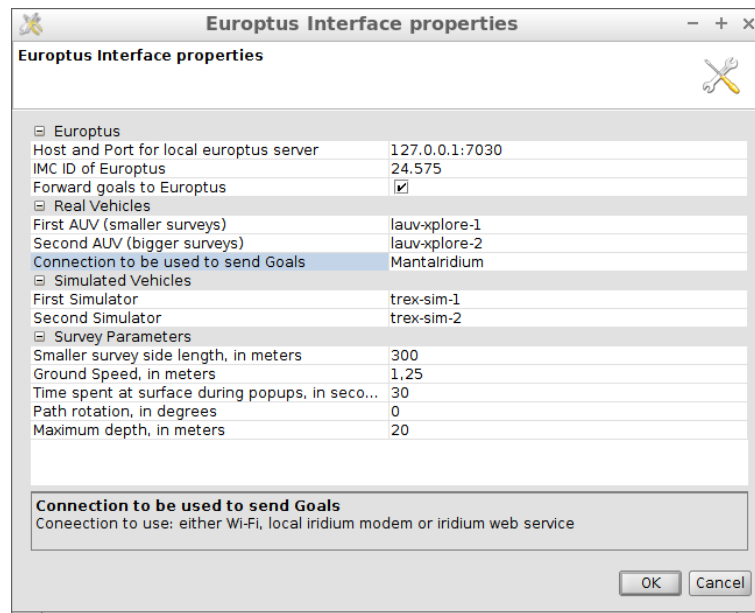 Europtus Interface properties
Europtus Interface properties
Europtus
Host and Port for local europtus server 127.0.0.1:7030
IMC ID of Europtus 24.575
Forward goals to Europtus
Real Vehicles
First AUV (smaller surveys) lauv-xplore-1
Second AUV (bigger surveys) lauv-xplore-2
Connection to be used to send Goals MantaIridium
Simulated Vehicles
First Simulator trex-sim-1
Second Simulator trex-sim-2
Survey Parameters
Smaller survey side length, in meters 300
Ground Speed, in meters 1,25
Time spent at surface during popups, in seco... 30
Path rotation, in degrees 0
Maximum depth, in meters 20
Connection to be used to send Goals
Coneection to use: either Wi-Fi, local iridium modem or iridium web service
OK Cancel